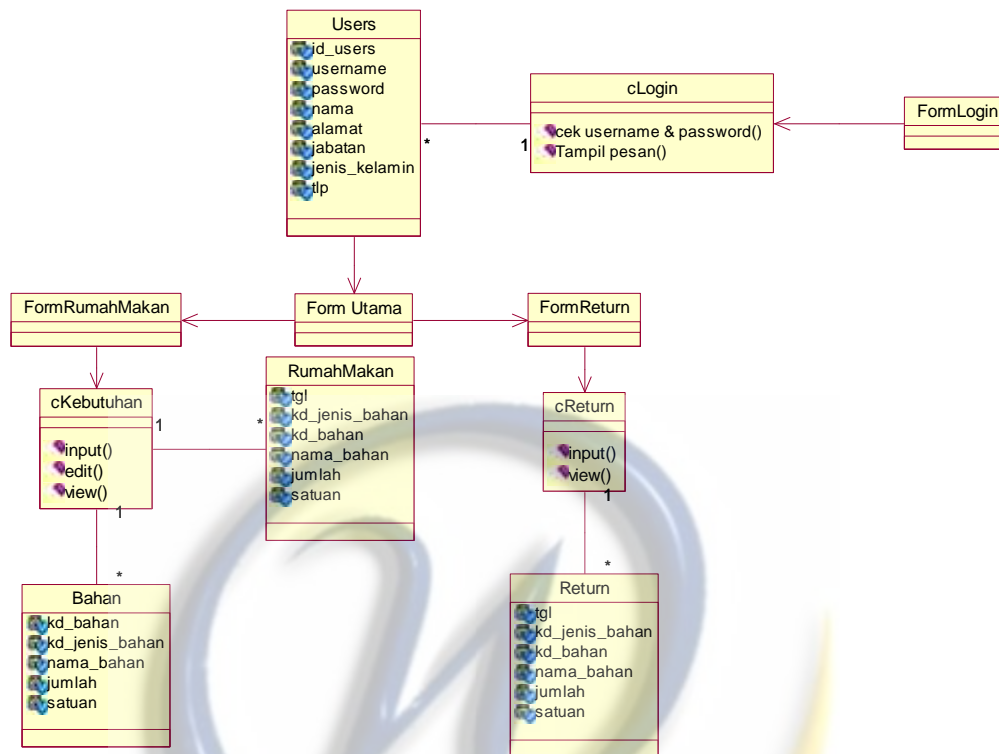 Users
id_users
username
password
nama
alamat
jabatan
jenis_kelamin
tlp
*
1
cLogin
cek username & password()
Tampil pesan()
FormLogin
FormRumahMakan
Form Utama
FormReturn
cKebutuhan
input()
edit()
view()
1
*
1
*
RumahMakan
tgl
kd_jenis_bahan
kd_bahan
nama_bahan
jumlah
satuan
cReturn
input()
view()
1
*
Bahan
kd_bahan
kd_jenis_bahan
nama_bahan
jumlah
satuan
Return
tgl
kd_jenis_bahan
kd_bahan
nama_bahan
jumlah
satuan